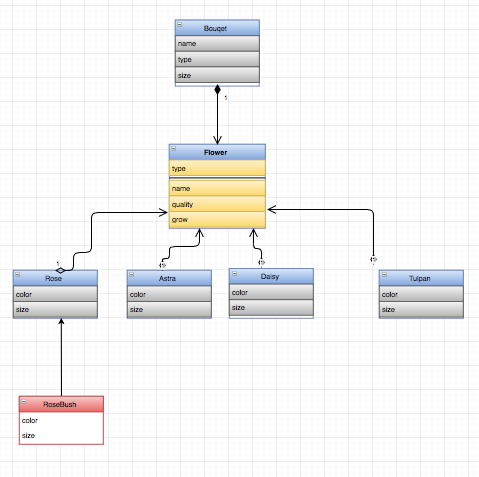 Bouqet
name
type
size
1
Flower
type
name
quality
grow
1
Rose
color
size
Astra
color
size
Daisy
color
size
Tulpan
color
size
RoseBush
color
size